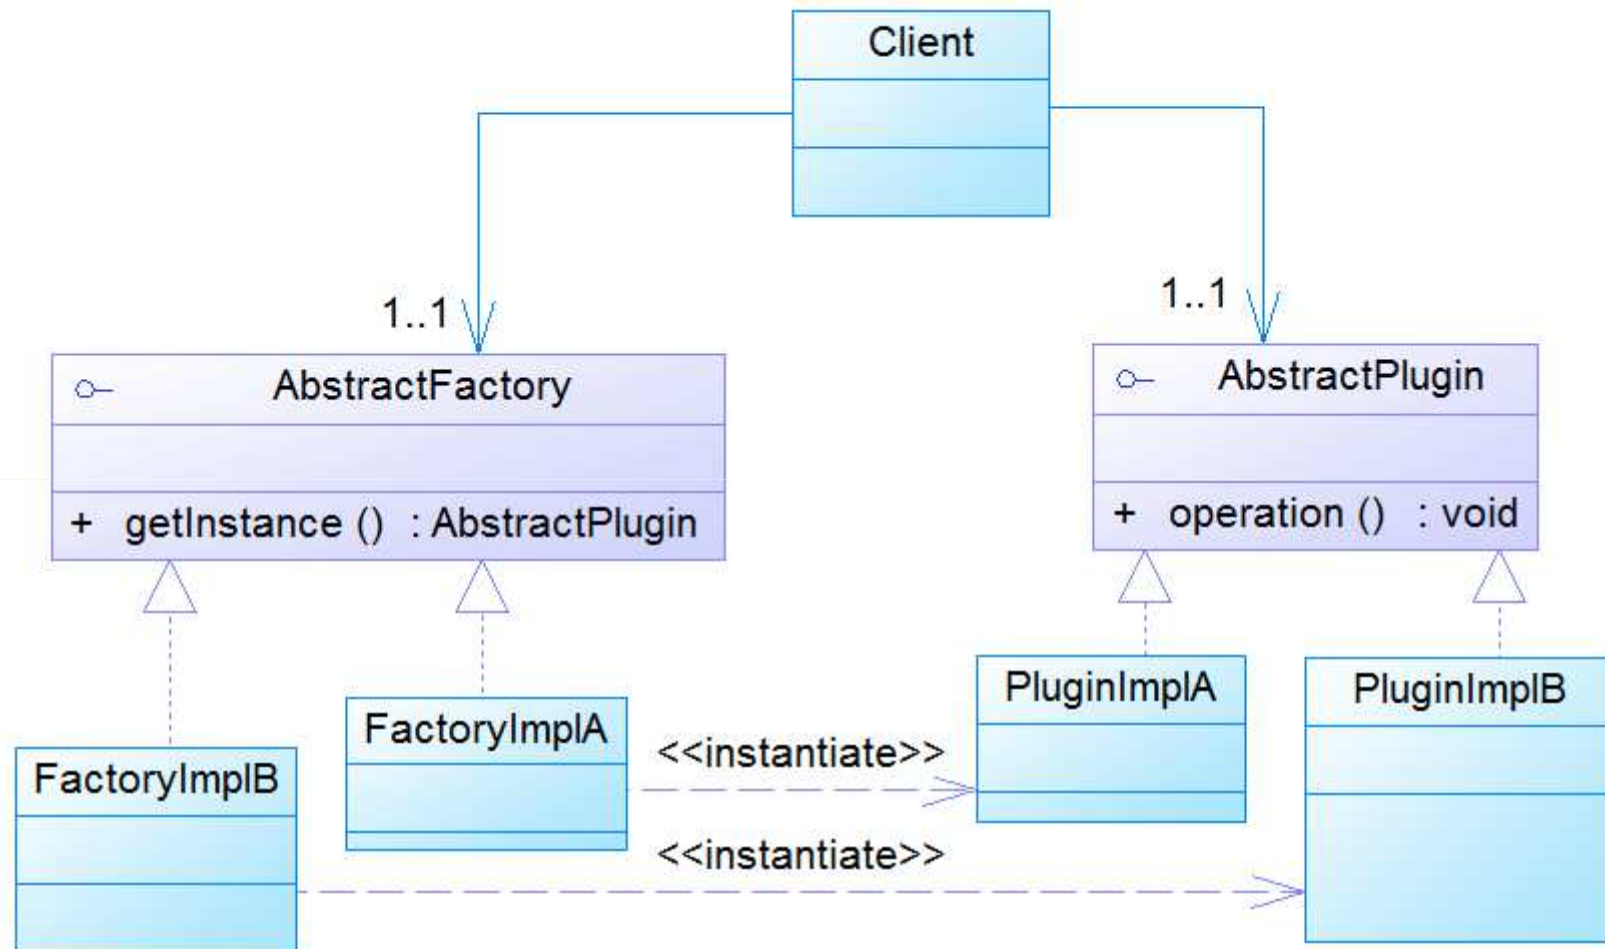 Client
1..1
1..1
AbstractFactory
AbstractPlugin
+ getInstance () : AbstractPlugin
+ operation () : void
PluginImplA
PluginImplB
FactoryImplA
<<instantiate>>
FactoryImplB
<<instantiate>>